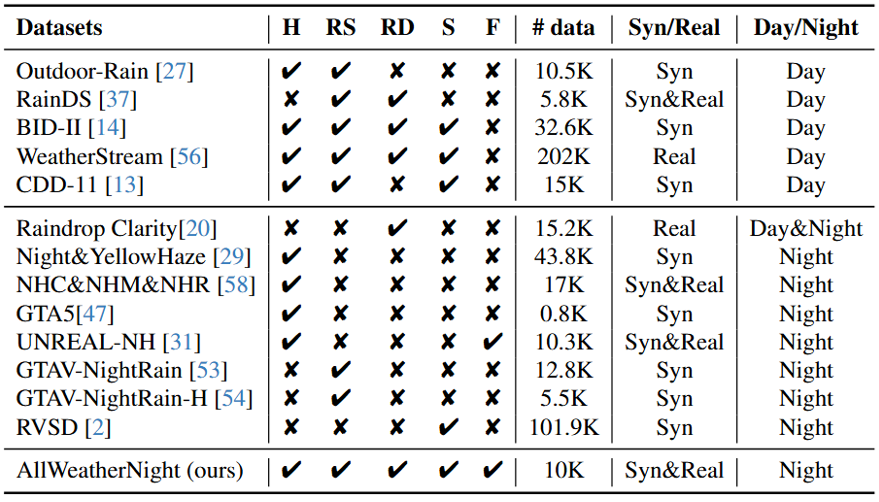 Datasets H RS RD S F # data Syn/Real Day/Night
Outdoor-Rain [27] ✔ ✔ ✘ ✘ ✘ 10.5K Syn Day
RainDS [37] ✘ ✔ ✔ ✘ ✘ 5.8K Syn&Real Day
BID-II [14] ✔ ✔ ✔ ✔ ✘ 32.6K Syn Day
WeatherStream [56] ✔ ✔ ✔ ✔ ✘ 202K Real Day
CDD-11 [13] ✔ ✔ ✘ ✔ ✘ 15K Syn Day
Raindrop Clarity[20] ✘ ✘ ✔ ✘ ✘ 15.2K Real Day&Night
Night&YellowHaze [29] ✔ ✘ ✘ ✘ ✘ 43.8K Syn Night
NHC&NHM&NHR [58] ✔ ✘ ✘ ✘ ✘ 17K Syn&Real Night
GTA5[47] ✔ ✘ ✘ ✘ ✘ 0.8K Syn Night
UNREAL-NH [31] ✔ ✘ ✘ ✘ ✔ 10.3K Syn&Real Night
GTAV-NightRain [53] ✘ ✔ ✘ ✘ ✘ 12.8K Syn Night
GTAV-NightRain-H [54] ✘ ✔ ✘ ✘ ✘ 5.5K Syn Night
RVSD [2] ✘ ✘ ✘ ✔ ✘ 101.9K Syn Night
AllWeatherNight (ours) ✔ ✔ ✔ ✔ ✔ 10K Syn&Real Night